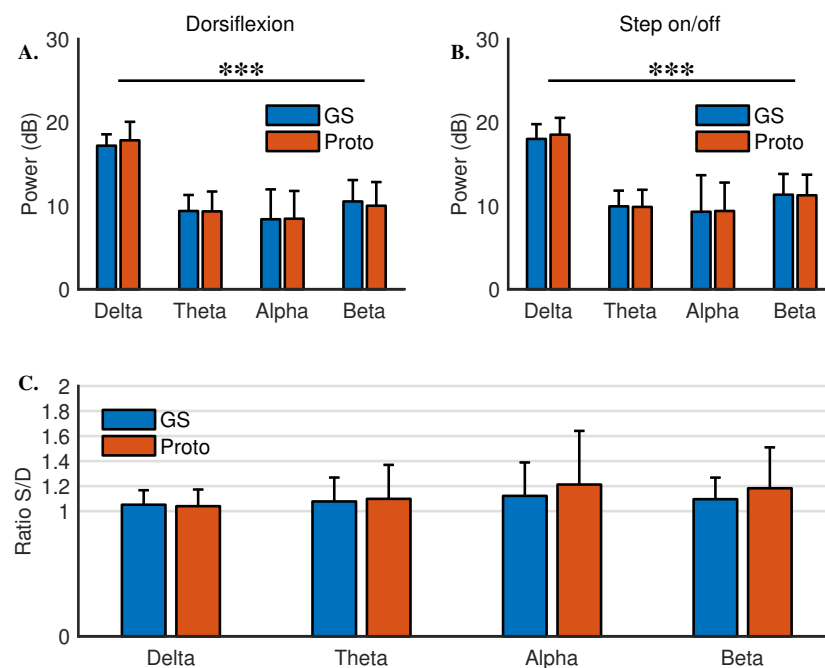 Dorsiflexion
A.
***
GS
Proto
Power (dB)
30
20
10
0
Delta Theta Alpha Beta
Step on/off
B.
***
GS
Proto
Power (dB)
30
20
10
0
Delta Theta Alpha Beta
C.
GS
Proto
Ratio S/D
2
1.8
1.6
1.4
1.2
1
0
Delta Theta Alpha Beta